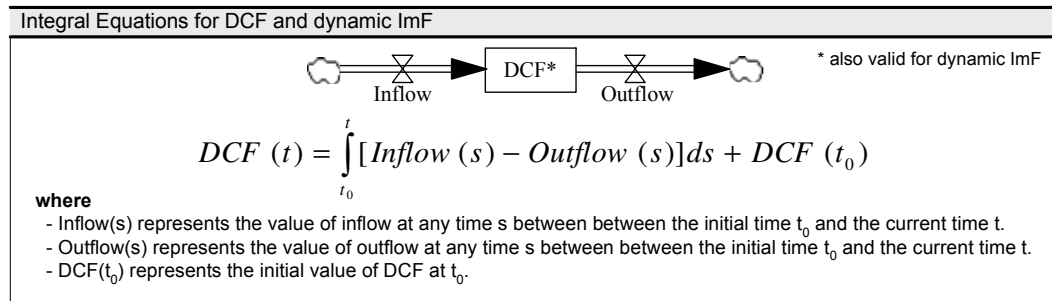 Integral Equations for DCF and dynamic ImF
* also valid for dynamic ImF
DCF*
Inflow Outflow
DCF (t) = ∫ₜ₀ᵗ [Inflow (s) − Outflow (s)]ds + DCF (t₀)
where
- Inflow(s) represents the value of inflow at any time s between between the initial time t₀ and the current time t.
- Outflow(s) represents the value of outflow at any time s between between the initial time t₀ and the current time t.
- DCF(t₀) represents the initial value of DCF at t₀.